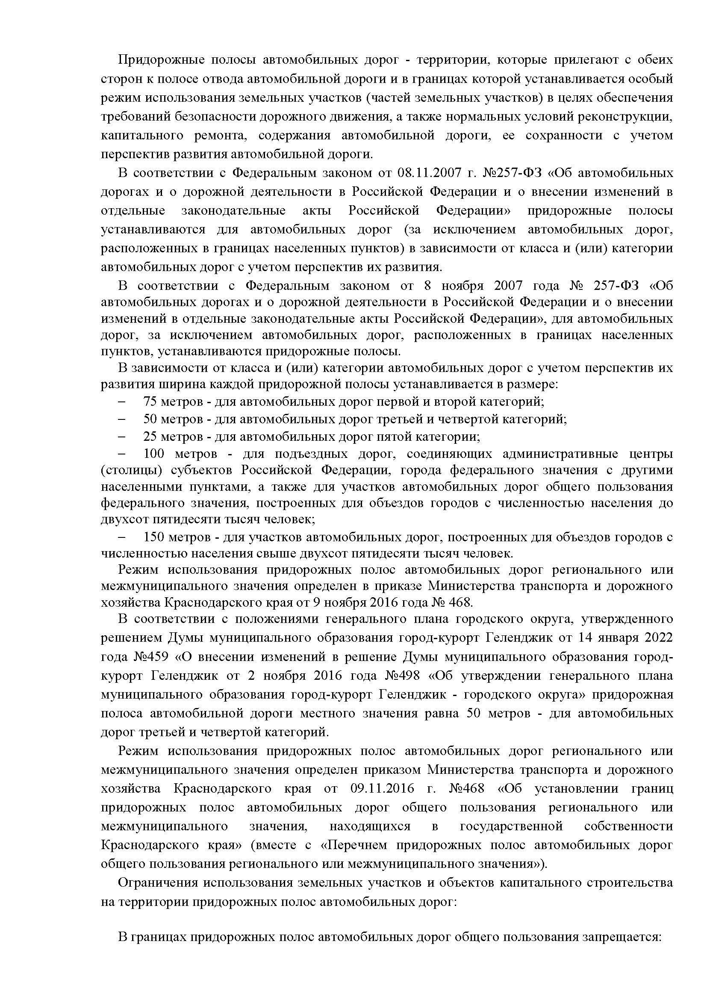 Придорожные полосы автомобильных дорог - территории, которые прилегают с обеих
сторон к полосе отвода автомобильной дороги и в границах которой устанавливается особый
режим использования земельных участков (частей земельных участков) в целях обеспечения
требований безопасности дорожного движения, а также нормальных условий реконструкции,
капитального ремонта, содержания автомобильной дороги, ее сохранности с учетом
перспектив развития автомобильной дороги.
В соответствии с Федеральным законом от 08.11.2007 г. №257-ФЗ «Об автомобильных
дорогах и о дорожной деятельности в Российской Федерации и о внесении изменений в
отдельные законодательные акты Российской Федерации» придорожные полосы
устанавливаются для автомобильных дорог (за исключением автомобильных дорог,
расположенных в границах населенных пунктов) в зависимости от класса и (или) категории
автомобильных дорог с учетом перспектив их развития.
В соответствии с Федеральным законом от 8 ноября 2007 года № 257-ФЗ «Об
автомобильных дорогах и о дорожной деятельности в Российской Федерации и о внесении
изменений в отдельные законодательные акты Российской Федерации», для автомобильных
дорог, за исключением автомобильных дорог, расположенных в границах населенных
пунктов, устанавливаются придорожные полосы.
В зависимости от класса и (или) категории автомобильных дорог с учетом перспектив их
развития ширина каждой придорожной полосы устанавливается в размере:
– 75 метров - для автомобильных дорог первой и второй категорий;
– 50 метров - для автомобильных дорог третьей и четвертой категорий;
– 25 метров - для автомобильных дорог пятой категории;
– 100 метров - для подъездных дорог, соединяющих административные центры
(столицы) субъектов Российской Федерации, города федерального значения с другими
населенными пунктами, а также для участков автомобильных дорог общего пользования
федерального значения, построенных для объездов городов с численностью населения до
двухсот пятидесяти тысяч человек;
– 150 метров - для участков автомобильных дорог, построенных для объездов городов с
численностью населения свыше двухсот пятидесяти тысяч человек.
Режим использования придорожных полос автомобильных дорог регионального или
межмуниципального значения определен в приказе Министерства транспорта и дорожного
хозяйства Краснодарского края от 9 ноября 2016 года № 468.
В соответствии с положениями генерального плана городского округа, утвержденного
решением Думы муниципального образования город-курорт Геленджик от 14 января 2022
года №459 «О внесении изменений в решение Думы муниципального образования город-
курорт Геленджик от 2 ноября 2016 года №498 «Об утверждении генерального плана
муниципального образования город-курорт Геленджик - городского округа» придорожная
полоса автомобильной дороги местного значения равна 50 метров - для автомобильных
дорог третьей и четвертой категорий.
Режим использования придорожных полос автомобильных дорог регионального или
межмуниципального значения определен приказом Министерства транспорта и дорожного
хозяйства Краснодарского края от 09.11.2016 г. №468 «Об установлении границ
придорожных полос автомобильных дорог общего пользования регионального или
межмуниципального значения, находящихся в государственной собственности
Краснодарского края» (вместе с «Перечнем придорожных полос автомобильных дорог
общего пользования регионального или межмуниципального значения»).
Ограничения использования земельных участков и объектов капитального строительства
на территории придорожных полос автомобильных дорог:
В границах придорожных полос автомобильных дорог общего пользования запрещается: